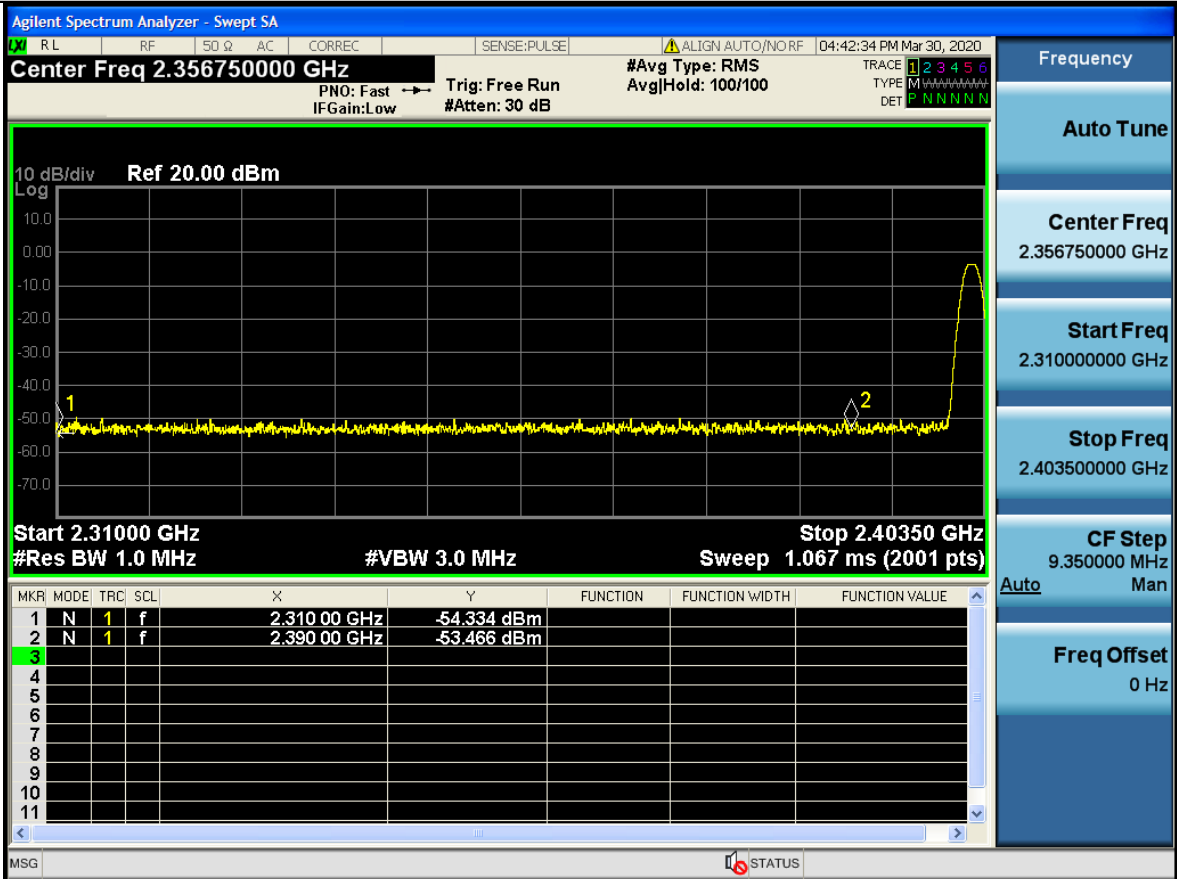 Agilent Spectrum Analyzer - Swept SA
LXI RL RF 50 Ω AC CORREC SENSE:PULSE ALIGN AUTO/NO RF 04:42:34 PM Mar 30, 2020
Center Freq 2.356750000 GHz
PNO: Fast
IFGain:Low
Trig: Free Run
#Atten: 30 dB
#Avg Type: RMS
Avg|Hold: 100/100
TRACE 1 2 3 4 5 6
TYPE M
DET P N N N N N
10 dB/div Ref 20.00 dBm
Log
10.0
0.00
-10.0
-20.0
-30.0
-40.0
-50.0
-60.0
-70.0
1
2
Start 2.31000 GHz Stop 2.40350 GHz
#Res BW 1.0 MHz #VBW 3.0 MHz Sweep 1.067 ms (2001 pts)
MKR MODE TRC SCL X Y FUNCTION FUNCTION WIDTH FUNCTION VALUE
1 N 1 f 2.310 00 GHz -54.334 dBm
2 N 1 f 2.390 00 GHz -53.466 dBm
3
4
5
6
7
8
9
10
11
MSG STATUS
Frequency
Auto Tune
Center Freq
2.356750000 GHz
Start Freq
2.310000000 GHz
Stop Freq
2.403500000 GHz
CF Step
9.350000 MHz
Auto Man
Freq Offset
0 Hz